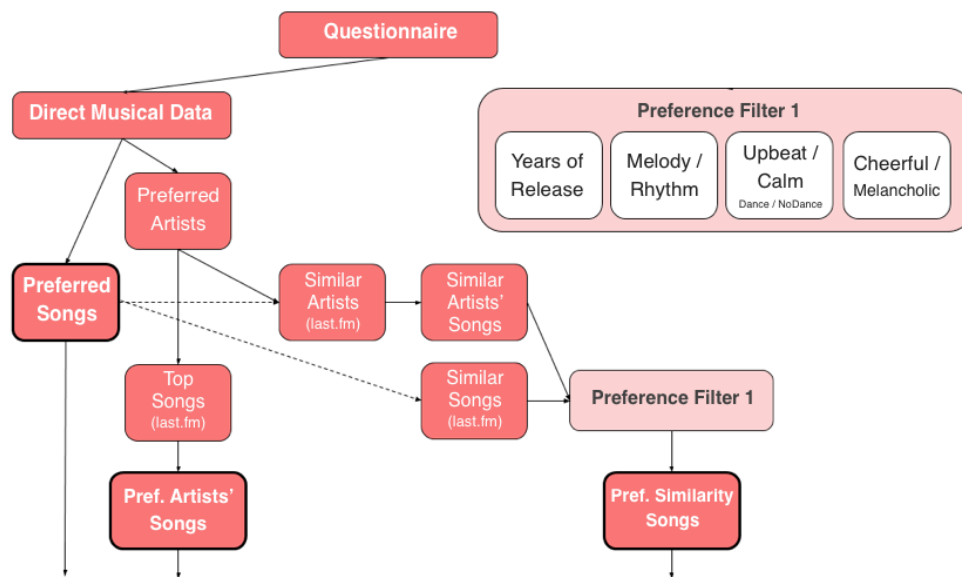 Questionnaire
Direct Musical Data
Preference Filter 1
Years of
Release
Melody /
Rhythm
Upbeat /
Calm
Dance / NoDance
Cheerful /
Melancholic
Preferred
Artists
Preferred
Songs
Similar
Artists
(last.fm)
Similar
Artists'
Songs
Top
Songs
(last.fm)
Similar
Songs
(last.fm)
Preference Filter 1
Pref. Artists'
Songs
Pref. Similarity
Songs